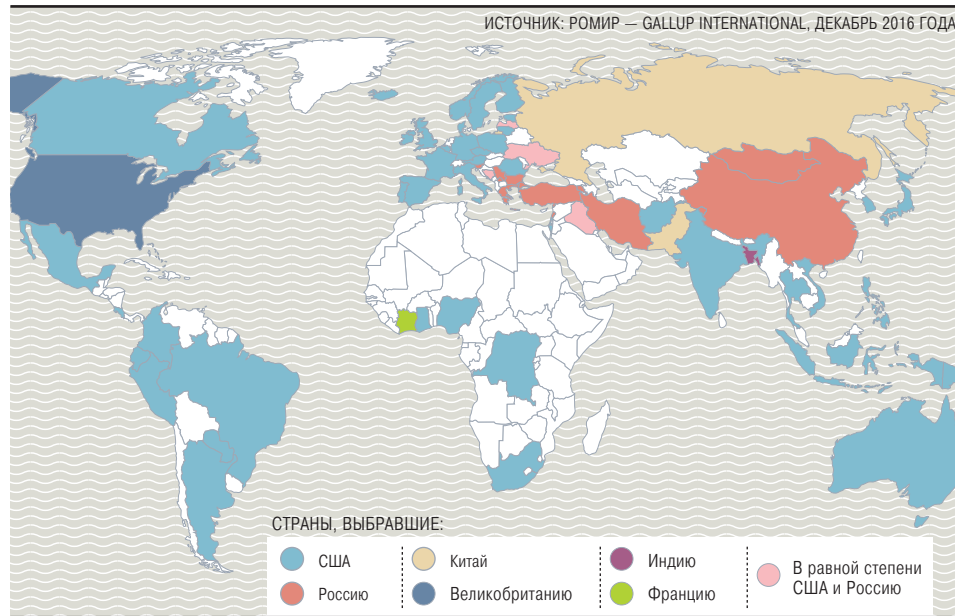 ИСТОЧНИК: РОМИР — GALLUP INTERNATIONAL, ДЕКАБРЬ 2016 ГОДА
СТРАНЫ, ВЫБРАВШИЕ:
США
Россию
Китай
Великобританию
Индию
Францию
В равной степени
США и Россию